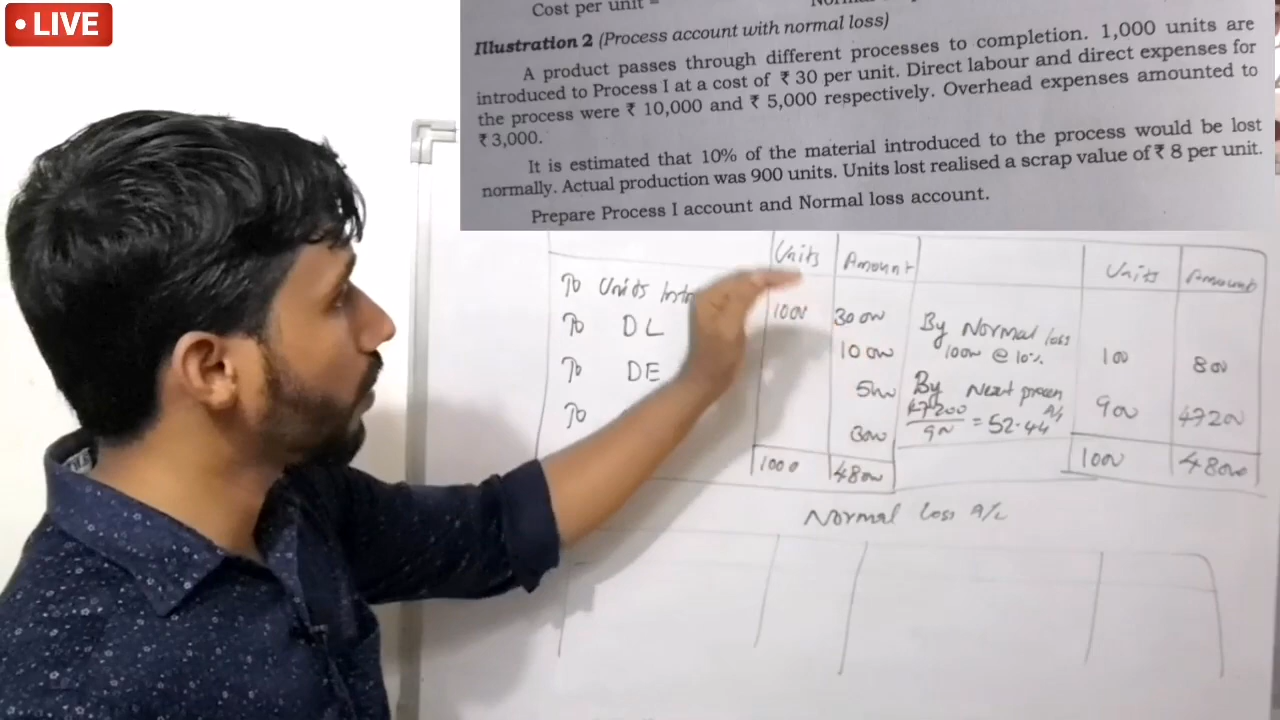 • LIVE
Cost per unit =
Illustration 2 (Process account with normal loss)
A product passes through different processes to completion. 1,000 units are
introduced to Process I at a cost of ₹ 30 per unit. Direct labour and direct expenses for
the process were ₹ 10,000 and ₹ 5,000 respectively. Overhead expenses amounted to
₹ 3,000.
It is estimated that 10% of the material introduced to the process would be lost
normally. Actual production was 900 units. Units lost realised a scrap value of ₹ 8 per unit.
Prepare Process I account and Normal loss account.
Units Amount Units Amount
To Units 1000 30000 By Normal loss
1000 @ 10% 100 800
To DL 10000
To DE 5000 By Next process A/c 900 47200
47200/900 = 52.44
To 3000
1000 48000 1000 48000
Normal Loss A/c